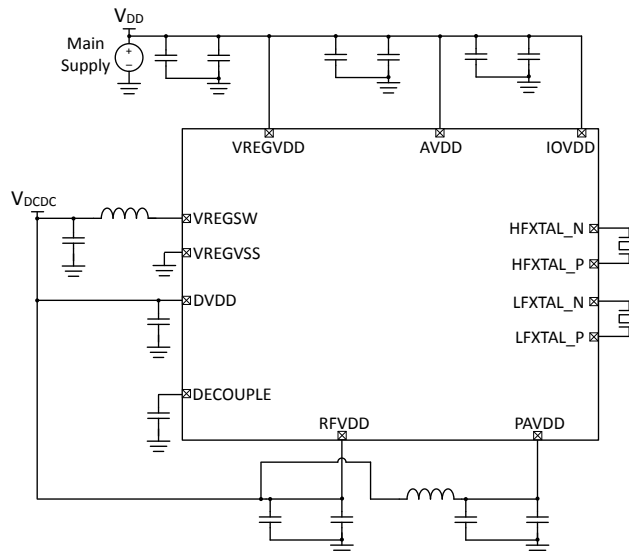 VDD
Main
Supply
+
−
VREGVDD
AVDD
IOVDD
VDCDC
VREGSW
HFXTAL_N
VREGVSS
HFXTAL_P
DVDD
LFXTAL_N
LFXTAL_P
DECOUPLE
RFVDD
PAVDD